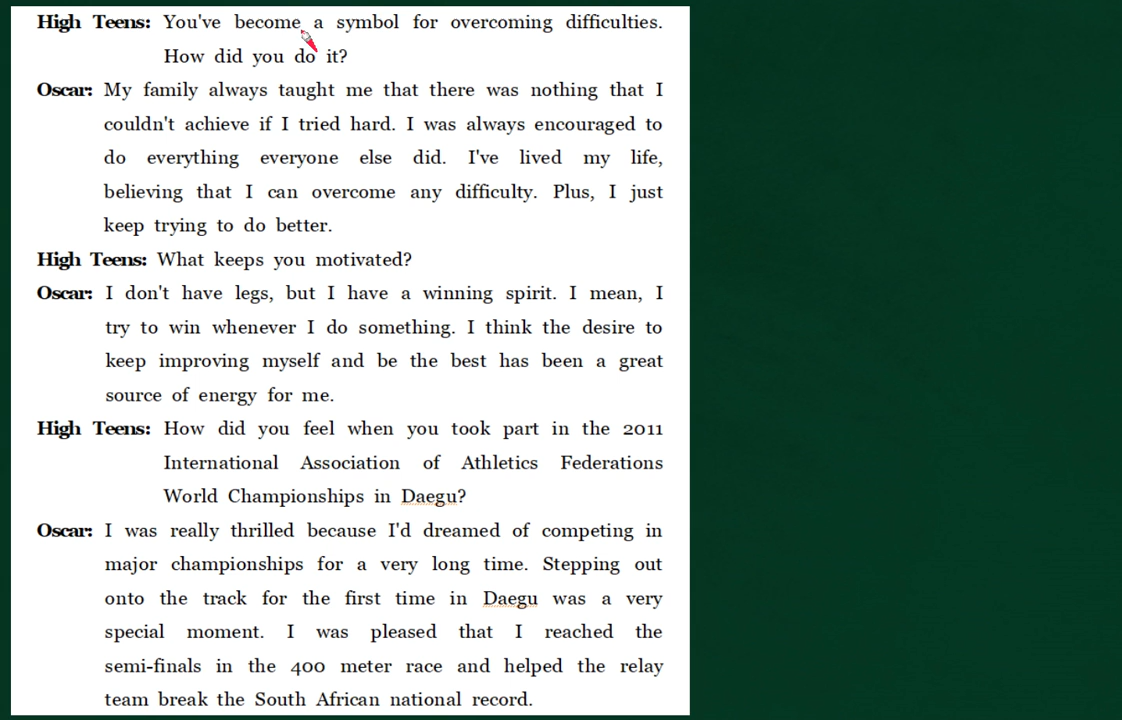 High Teens: You've become a symbol for overcoming difficulties.
How did you do it?
Oscar: My family always taught me that there was nothing that I
couldn't achieve if I tried hard. I was always encouraged to
do everything everyone else did. I've lived my life,
believing that I can overcome any difficulty. Plus, I just
keep trying to do better.
High Teens: What keeps you motivated?
Oscar: I don't have legs, but I have a winning spirit. I mean, I
try to win whenever I do something. I think the desire to
keep improving myself and be the best has been a great
source of energy for me.
High Teens: How did you feel when you took part in the 2011
International Association of Athletics Federations
World Championships in Daegu?
Oscar: I was really thrilled because I'd dreamed of competing in
major championships for a very long time. Stepping out
onto the track for the first time in Daegu was a very
special moment. I was pleased that I reached the
semi-finals in the 400 meter race and helped the relay
team break the South African national record.